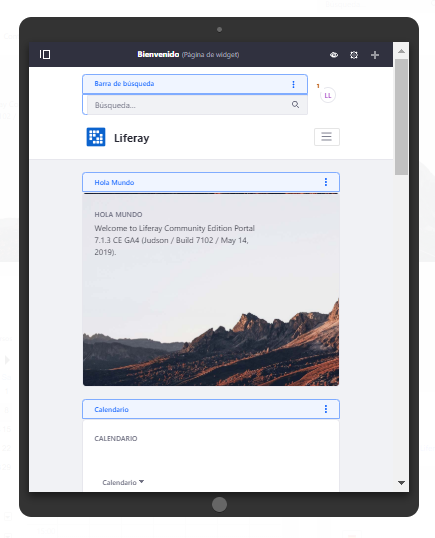 Bienvenido (Página de widget)
Barra de búsqueda
1
LL
Búsqueda...
Liferay
Hola Mundo
HOLA MUNDO
Welcome to Liferay Community Edition Portal
7.1.3 CE GA4 (Judson / Build 7102 / May 14,
2019).
Calendario
CALENDARIO
Calendario